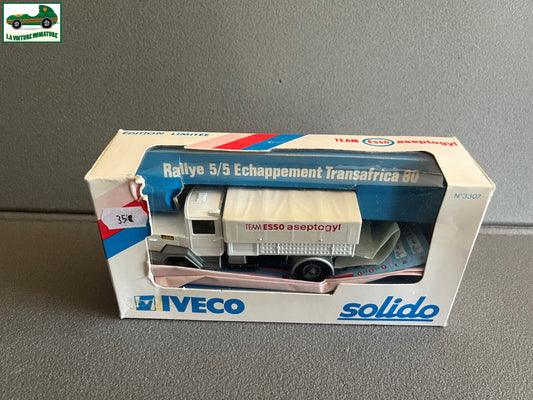 LA VOITURE MINIATURE
EDITION LIMITEE
TEAM ESSO aseptogyl
Rallye 5/5 Echappement Transafrica 80
N°3307
35€
TEAM ESSO aseptogyl
IVECO
solido